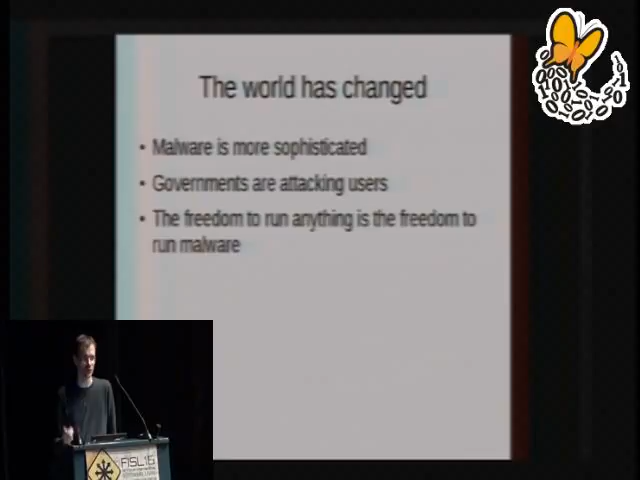 The world has changed
• Malware is more sophisticated
• Governments are attacking users
• The freedom to run anything is the freedom to
run malware
FISL16